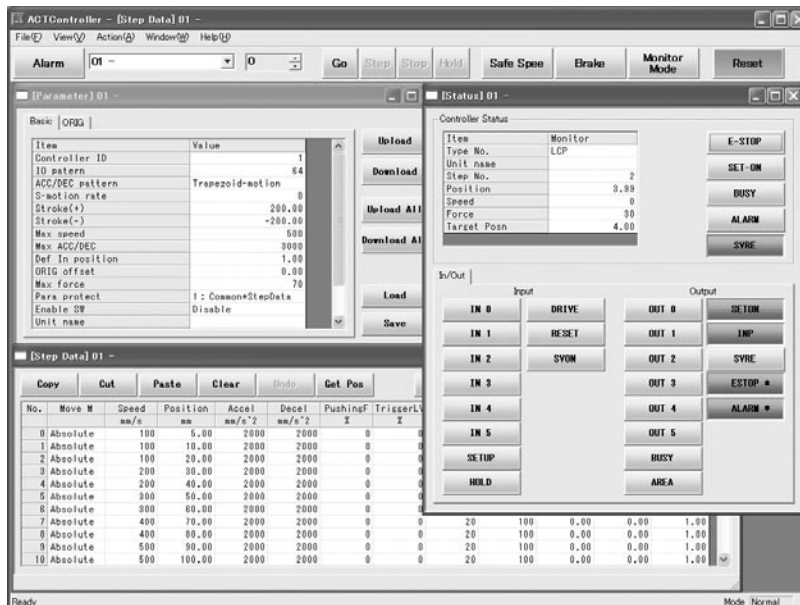 ACTController - [Step Data] 01 -
File(F) View(V) Action(A) Window(W) Help(H)
Alarm 01 - 0 Go Step Stop Hold Safe Spee Brake Monitor Mode Reset
[Parameter] 01 -
Basic ORIG
Item Value
Controller ID 1
IO patern 64
ACC/DEC pattern Trapezoid-motion
S-motion rate 0
Stroke(+) 200.00
Stroke(-) -200.00
Max speed 500
Max ACC/DEC 3000
Def In position 1.00
ORIG offset 0.00
Max force 70
Para protect 1:Common+StepData
Enable SW Disable
Unit name
Upload
Download
Upload All
Download Al
Load
Save
[Status] 01 -
Controller Status
Item Monitor
Type No. LCP
Unit name
Step No. 2
Position 3.99
Speed 0
Force 30
Target Posn 4.00
E-STOP
SET-ON
BUSY
ALARM
SVRE
In/Out
Input Output
IN 0 DRIVE OUT 0 SETON
IN 1 RESET OUT 1 INP
IN 2 SVON OUT 2 SVRE
IN 3 OUT 3 ESTOP *
IN 4 OUT 4 ALARM *
IN 5 OUT 5
SETUP BUSY
HOLD AREA
[Step Data] 01 -
Copy Cut Paste Clear Undo Get Pos
No. Move M Speed Position Accel Decel PushingF TriggerLV
mm/s mm mm/s^2 mm/s^2 % %
0 Absolute 100 5.00 2000 2000 0 0
1 Absolute 100 10.00 2000 2000 0 0
2 Absolute 100 20.00 2000 2000 0 0
3 Absolute 200 30.00 2000 2000 0 0
4 Absolute 200 40.00 2000 2000 0 0
5 Absolute 300 50.00 2000 2000 0 0
6 Absolute 300 60.00 2000 2000 0 0
7 Absolute 400 70.00 2000 2000 0 0 20 100 0.00 0.00 1.00
8 Absolute 400 80.00 2000 2000 0 0 20 100 0.00 0.00 1.00
9 Absolute 500 90.00 2000 2000 0 0 20 100 0.00 0.00 1.00
10 Absolute 500 100.00 2000 2000 0 0 20 100 0.00 0.00 1.00
Ready Mode Normal